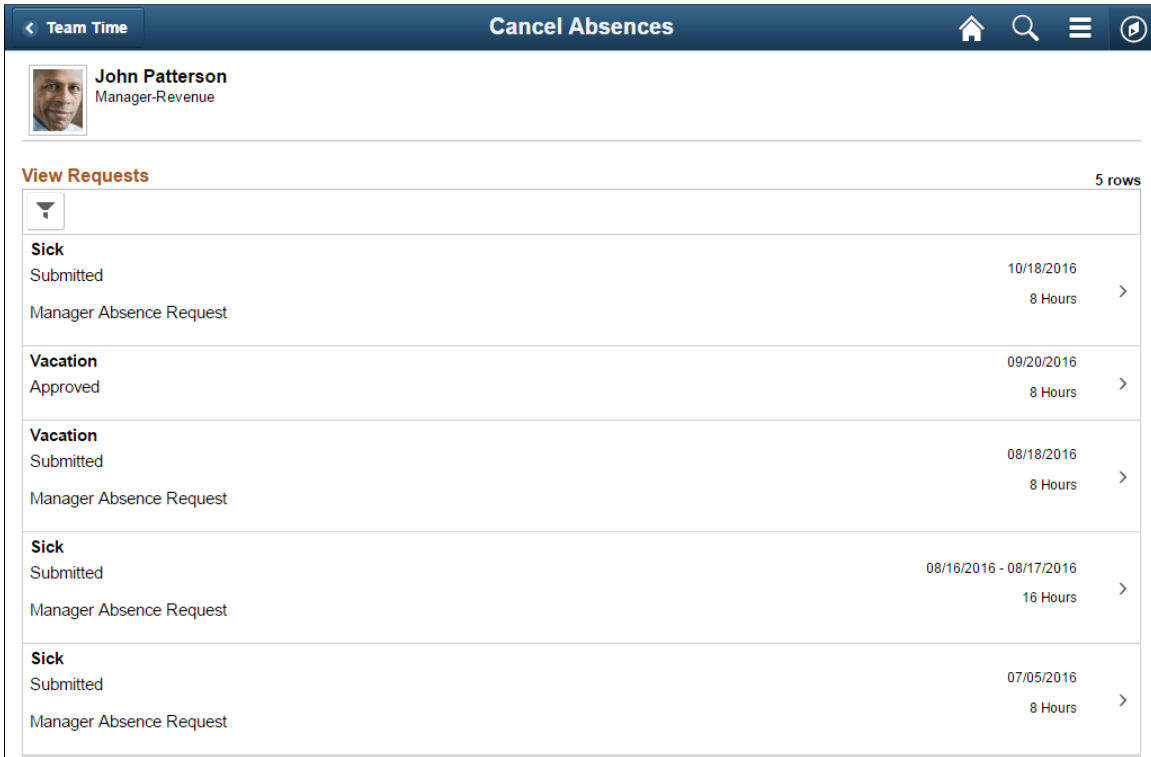 Team Time
Cancel Absences
John Patterson
Manager-Revenue
View Requests
5 rows
Sick
Submitted
10/18/2016
8 Hours
Manager Absence Request
Vacation
09/20/2016
Approved
8 Hours
Vacation
Submitted
08/18/2016
8 Hours
Manager Absence Request
Sick
Submitted
08/16/2016 - 08/17/2016
16 Hours
Manager Absence Request
Sick
Submitted
07/05/2016
8 Hours
Manager Absence Request